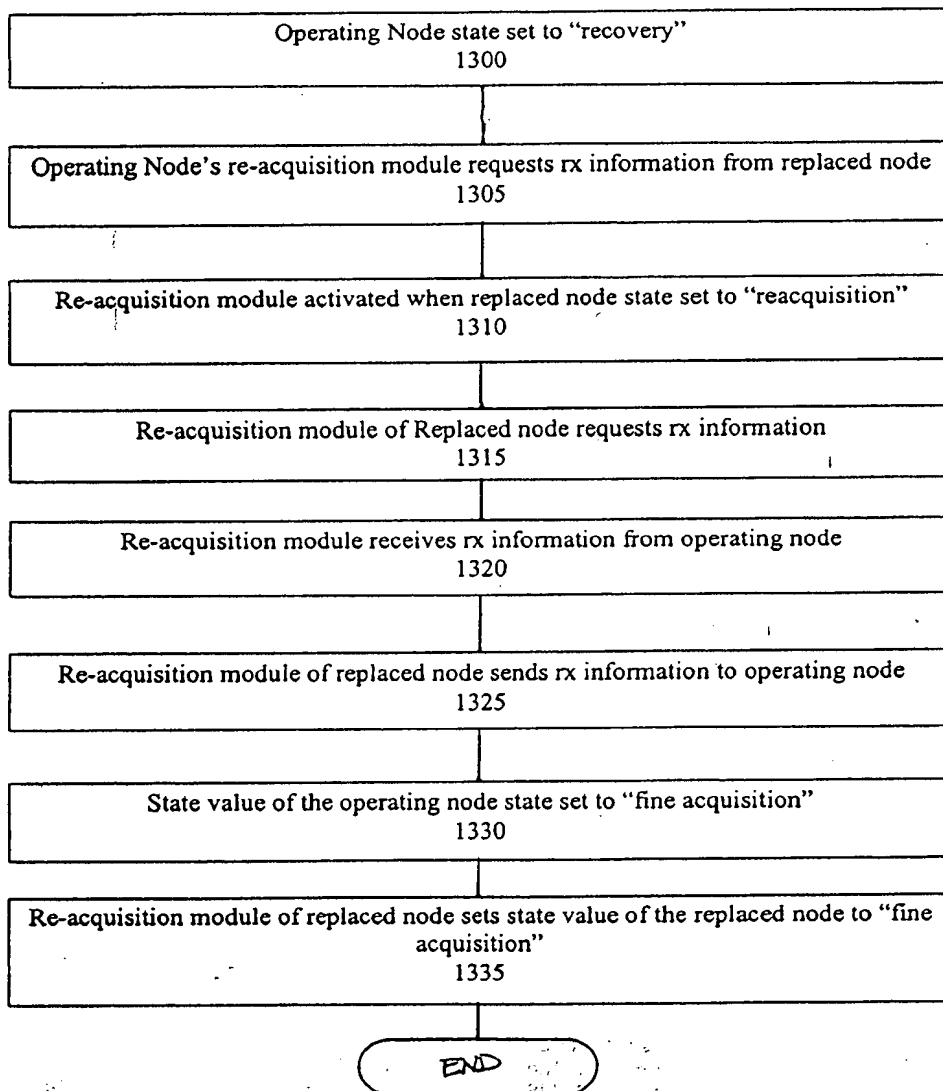 Operating Node state set to “recovery”
1300
Operating Node’s re-acquisition module requests rx information from replaced node
1305
Re-acquisition module activated when replaced node state set to “reacquisition”
1310
Re-acquisition module of Replaced node requests rx information
1315
Re-acquisition module receives rx information from operating node
1320
Re-acquisition module of replaced node sends rx information to operating node
1325
State value of the operating node state set to “fine acquisition”
1330
Re-acquisition module of replaced node sets state value of the replaced node to “fine
acquisition”
1335
END